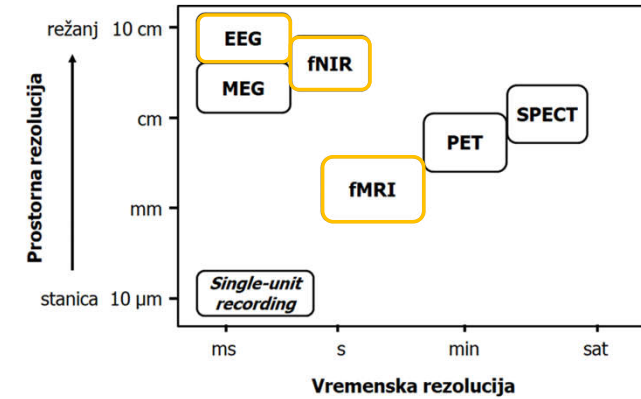 režanj 10 cm
EEG
fNIR
MEG
cm
SPECT
PET
fMRI
mm
Prostorna rezolucija
Single-unit
recording
stanica 10 µm
ms s min sat
Vremenska rezolucija